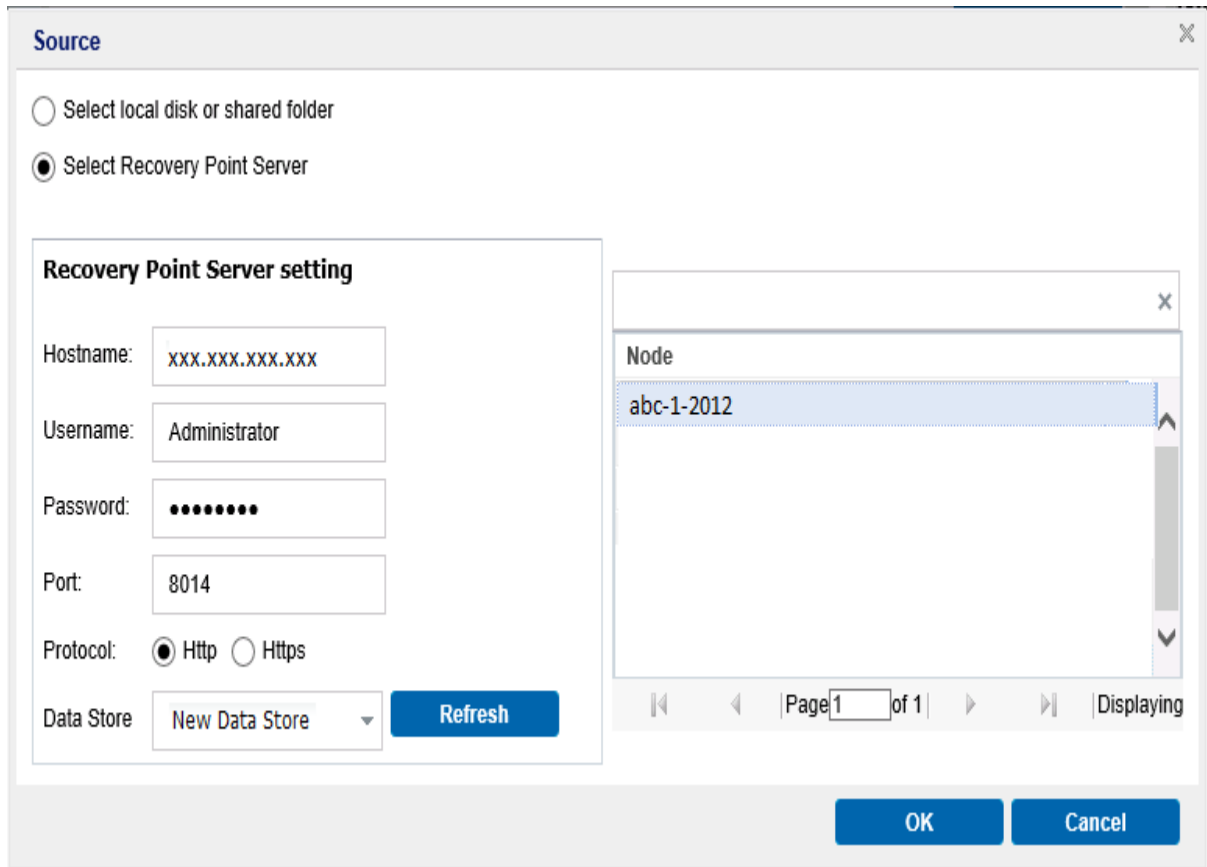 Source
Select local disk or shared folder
Select Recovery Point Server
Recovery Point Server setting
Hostname: xxx.xxx.xxx.xxx
Username: Administrator
Password: ••••••••
Port: 8014
Protocol: Http Https
Data Store New Data Store Refresh
Node
abc-1-2012
Page 1 of 1 Displaying
OK Cancel